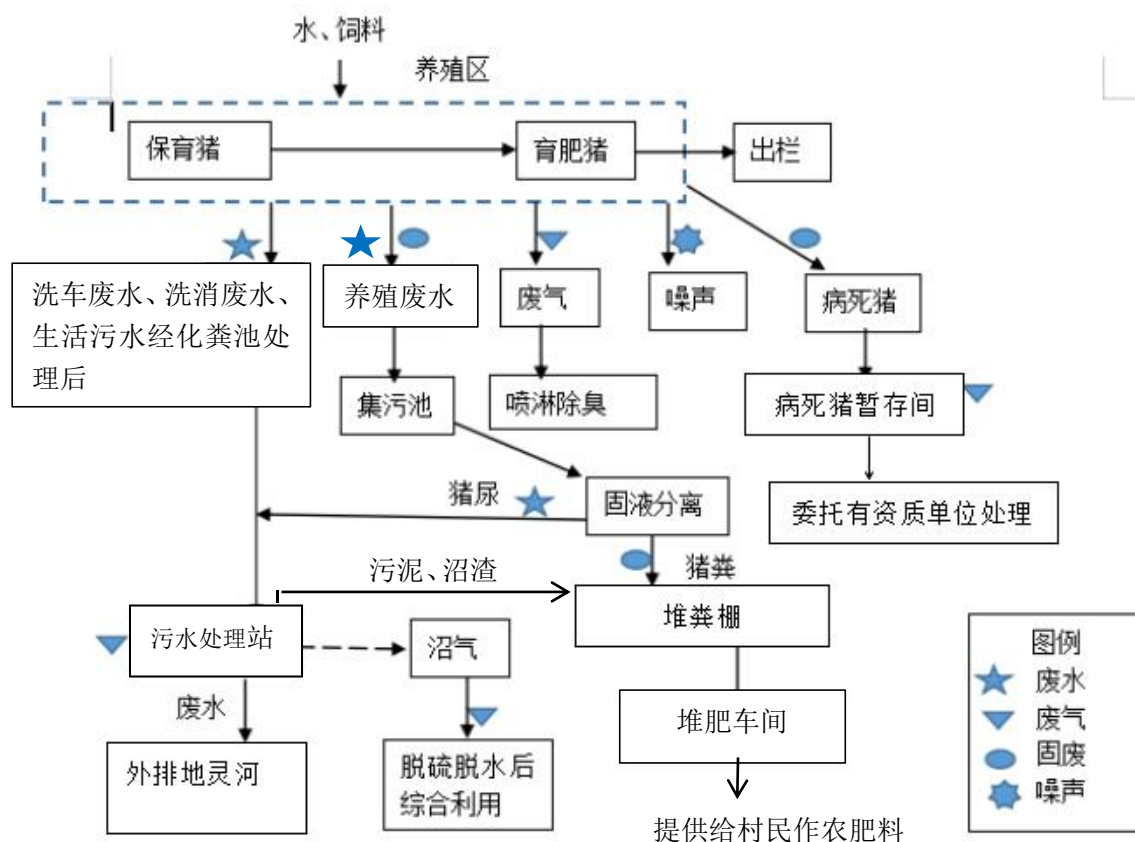 水、饲料
养殖区
保育猪
育肥猪
出栏
洗车废水、洗消废水、
生活污水经化粪池处
理后
养殖废水
废气
噪声
病死猪
集污池
喷淋除臭
病死猪暂存间
猪尿
固液分离
委托有资质单位处理
污泥、沼渣
猪粪
堆粪棚
污水处理站
沼气
废水
堆肥车间
外排地灵河
脱硫脱水后
综合利用
提供给村民作农肥料
图例
废水
废气
固废
噪声